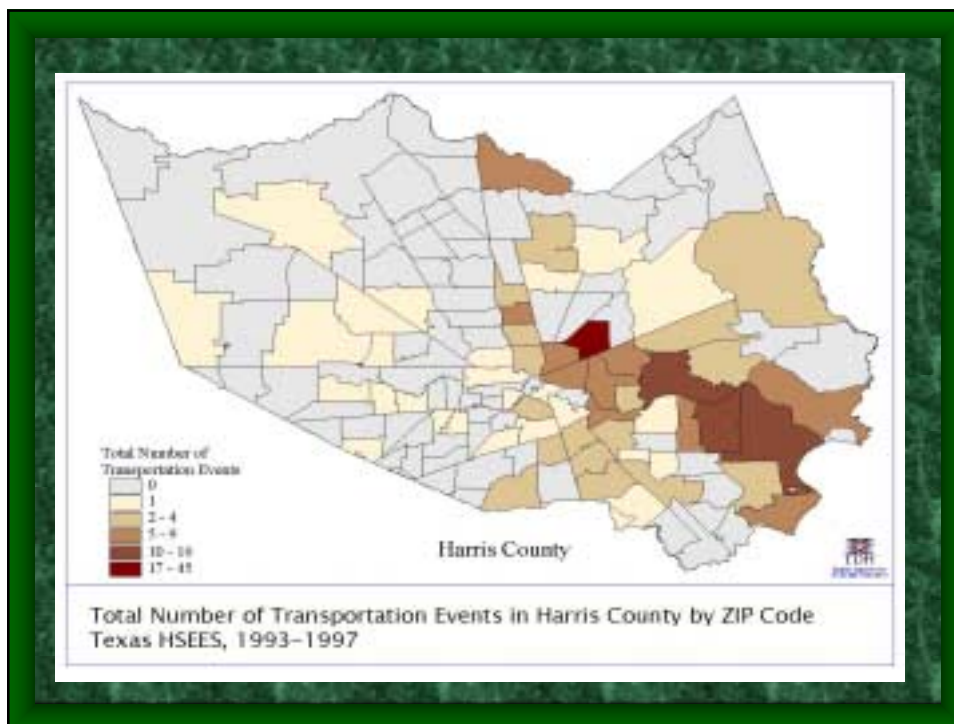 Total Number of
Transportation Events
0
1
2 - 4
5 - 9
10 - 16
17 - 45
Harris County
TDH
Total Number of Transportation Events in Harris County by ZIP Code
Texas HSEES, 1993-1997